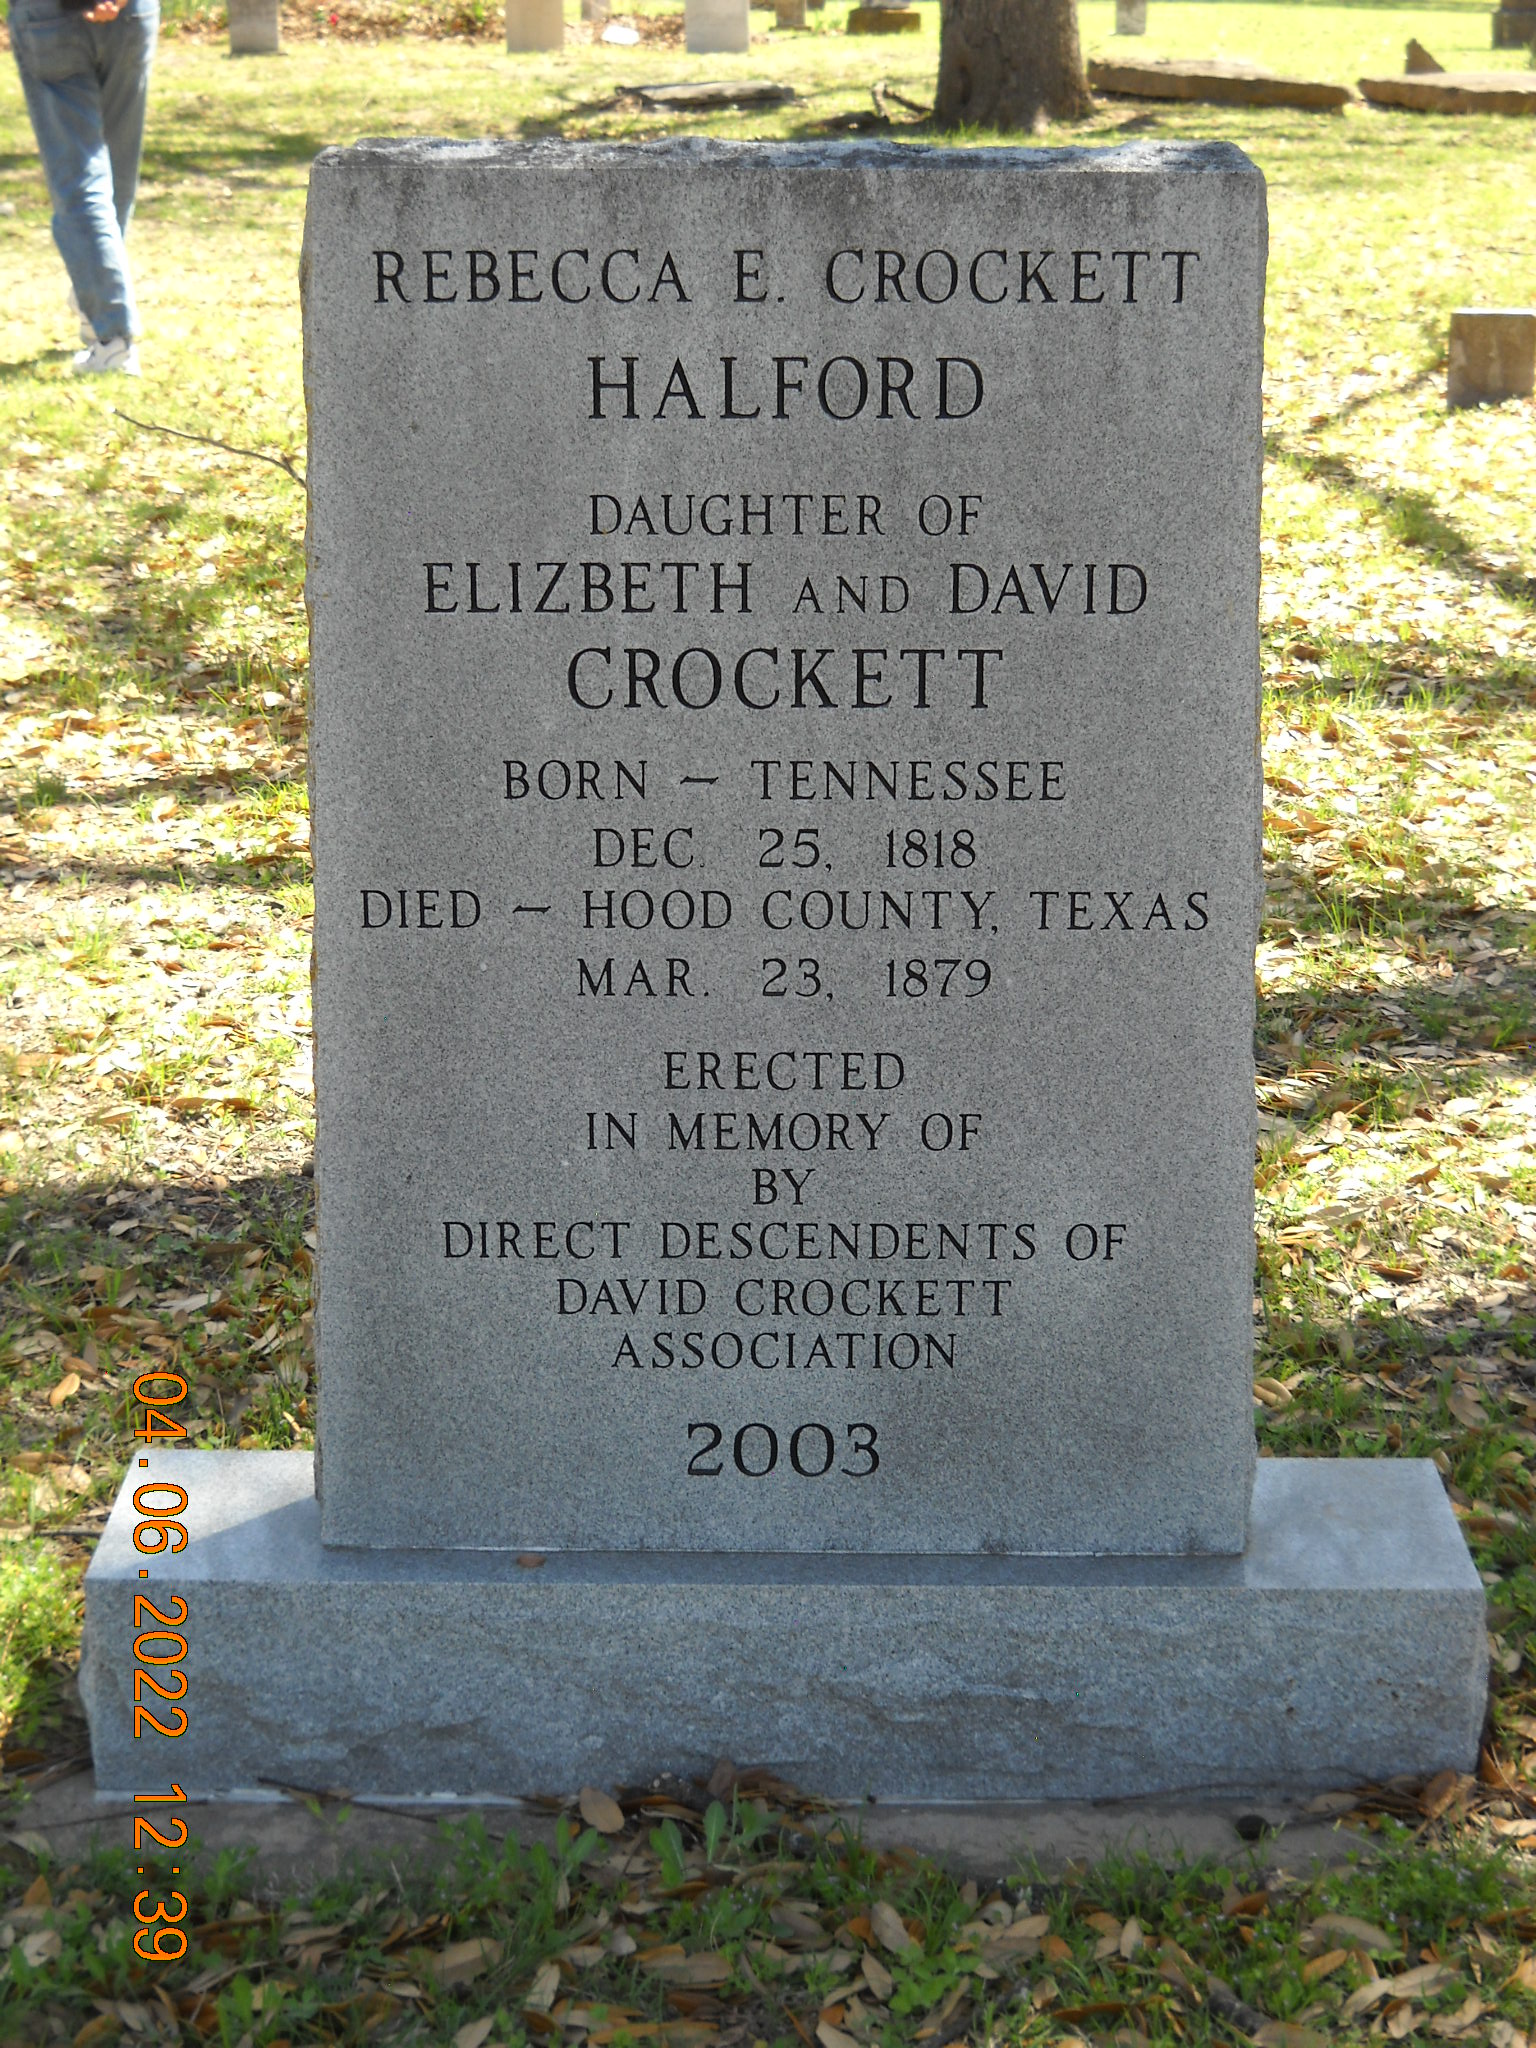 REBECCA E. CROCKETT
HALFORD
DAUGHTER OF
ELIZBETH AND DAVID
CROCKETT
BORN – TENNESSEE
DEC. 25, 1818
DIED – HOOD COUNTY, TEXAS
MAR. 23, 1879
ERECTED
IN MEMORY OF
BY
DIRECT DESCENDENTS OF
DAVID CROCKETT
ASSOCIATION
2003
04.06.2022 12:39